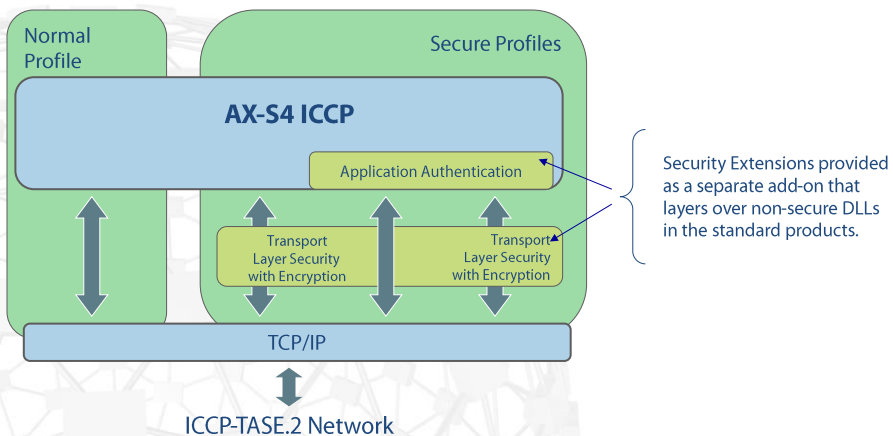 Normal
Profile
Secure Profiles
AX-S4 ICCP
Application Authentication
Security Extensions provided
as a separate add-on that
layers over non-secure DLLs
in the standard products.
Transport
Layer Security
with Encryption
Transport
Layer Security
with Encryption
TCP/IP
ICCP-TASE.2 Network